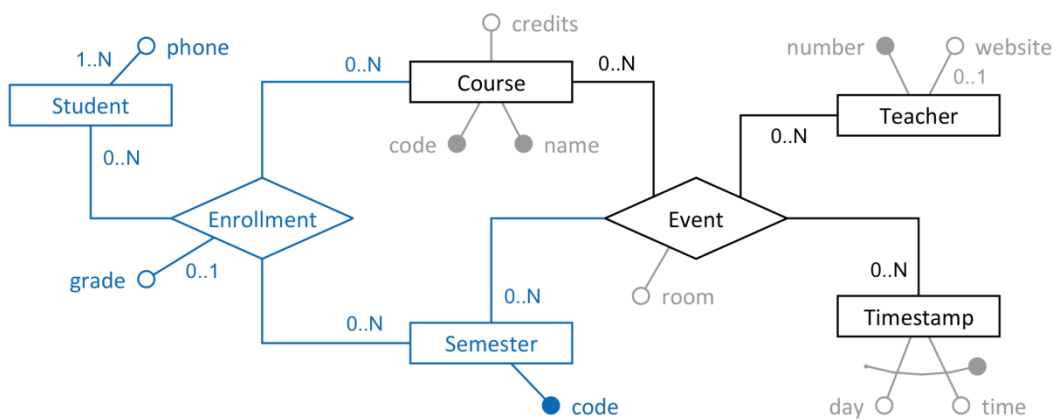 credits
phone
number
website
1..N
0..N
Course
0..N
0..1
Student
Teacher
code
name
0..N
0..N
Enrollment
Event
grade
0..1
0..N
0..N
room
0..N
Semester
Timestamp
code
day
time